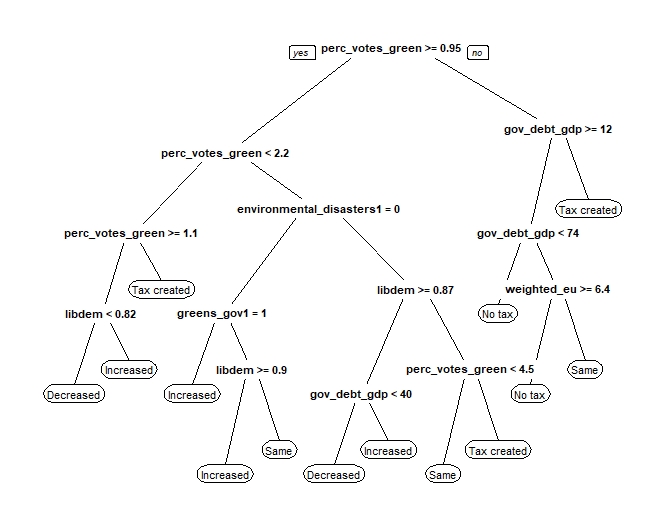 yes perc_votes_green >= 0.95 no
gov_debt_gdp >= 12
perc_votes_green < 2.2
environmental_disasters1 = 0
Tax created
perc_votes_green >= 1.1
gov_debt_gdp < 74
Tax created
libdem >= 0.87
weighted_eu >= 6.4
libdem < 0.82
greens_gov1 = 1
No tax
Increased
libdem >= 0.9
perc_votes_green < 4.5
Same
Decreased
Increased
gov_debt_gdp < 40
No tax
Same
Increased
Tax created
Increased
Decreased
Same